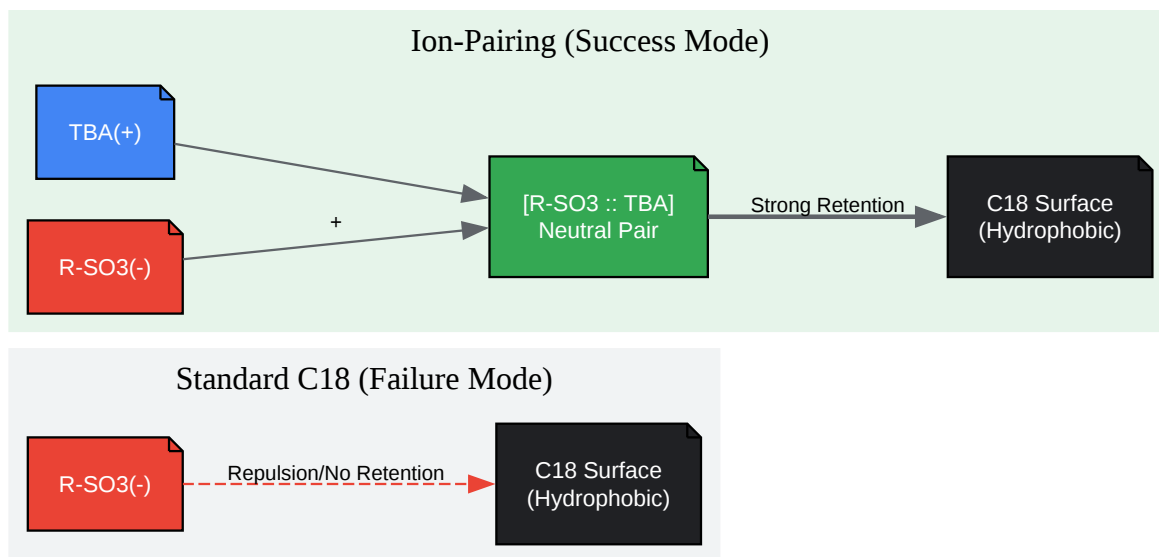 Ion-Pairing (Success Mode)
TBA(+)
R-SO3(-)
+
[R-SO3 :: TBA]
Neutral Pair
Strong Retention
C18 Surface
(Hydrophobic)
Standard C18 (Failure Mode)
R-SO3(-)
Repulsion/No Retention
C18 Surface
(Hydrophobic)